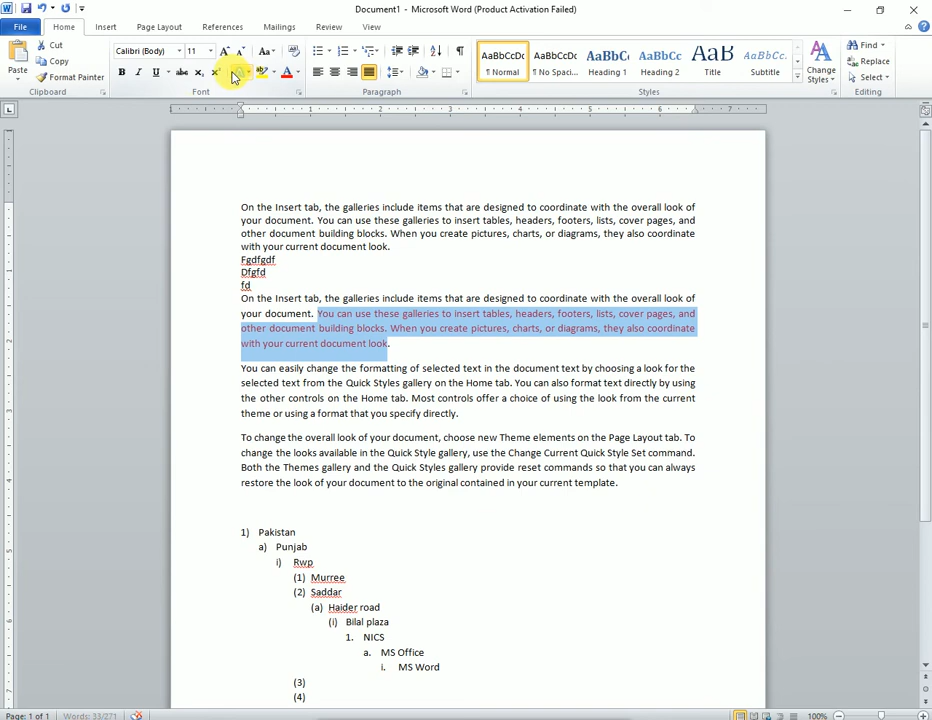 Document1 - Microsoft Word (Product Activation Failed)
File Home Insert Page Layout References Mailings Review View
Paste
Cut
Copy
Format Painter
Clipboard
Calibri (Body) 11
Font
Paragraph
AaBbCcDc AaBbCcDc AaBbCc AaBbCc AaB AaBbCc.
¶ Normal ¶ No Spaci... Heading 1 Heading 2 Title Subtitle
Change Styles
Styles
Find
Replace
Select
Editing
On the Insert tab, the galleries include items that are designed to coordinate with the overall look of
your document. You can use these galleries to insert tables, headers, footers, lists, cover pages, and
other document building blocks. When you create pictures, charts, or diagrams, they also coordinate
with your current document look.
Fgdfgdf
Dfgfd
fd
On the Insert tab, the galleries include items that are designed to coordinate with the overall look of
your document. You can use these galleries to insert tables, headers, footers, lists, cover pages, and
other document building blocks. When you create pictures, charts, or diagrams, they also coordinate
with your current document look.
You can easily change the formatting of selected text in the document text by choosing a look for the
selected text from the Quick Styles gallery on the Home tab. You can also format text directly by using
the other controls on the Home tab. Most controls offer a choice of using the look from the current
theme or using a format that you specify directly.
To change the overall look of your document, choose new Theme elements on the Page Layout tab. To
change the looks available in the Quick Style gallery, use the Change Current Quick Style Set command.
Both the Themes gallery and the Quick Styles gallery provide reset commands so that you can always
restore the look of your document to the original contained in your current template.
1) Pakistan
a) Punjab
i) Rwp
(1) Murree
(2) Saddar
(a) Haider road
(i) Bilal plaza
1. NICS
a. MS Office
i. MS Word
(3)
(4)
Page: 1 of 1 Words: 33/271 100%